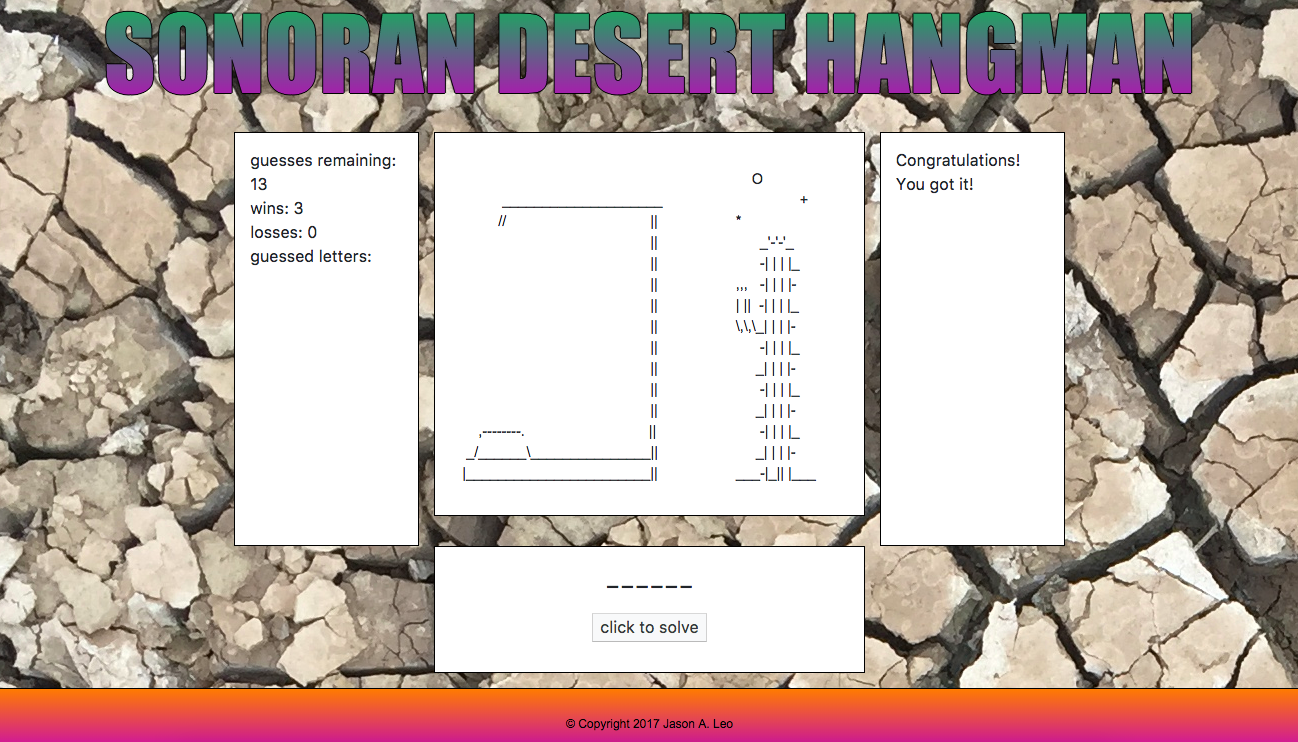 SONORAN DESERT HANGMAN
guesses remaining:
13
wins: 3
losses: 0
guessed letters:
Congratulations!
You got it!
______
click to solve
© Copyright 2017 Jason A. Leo